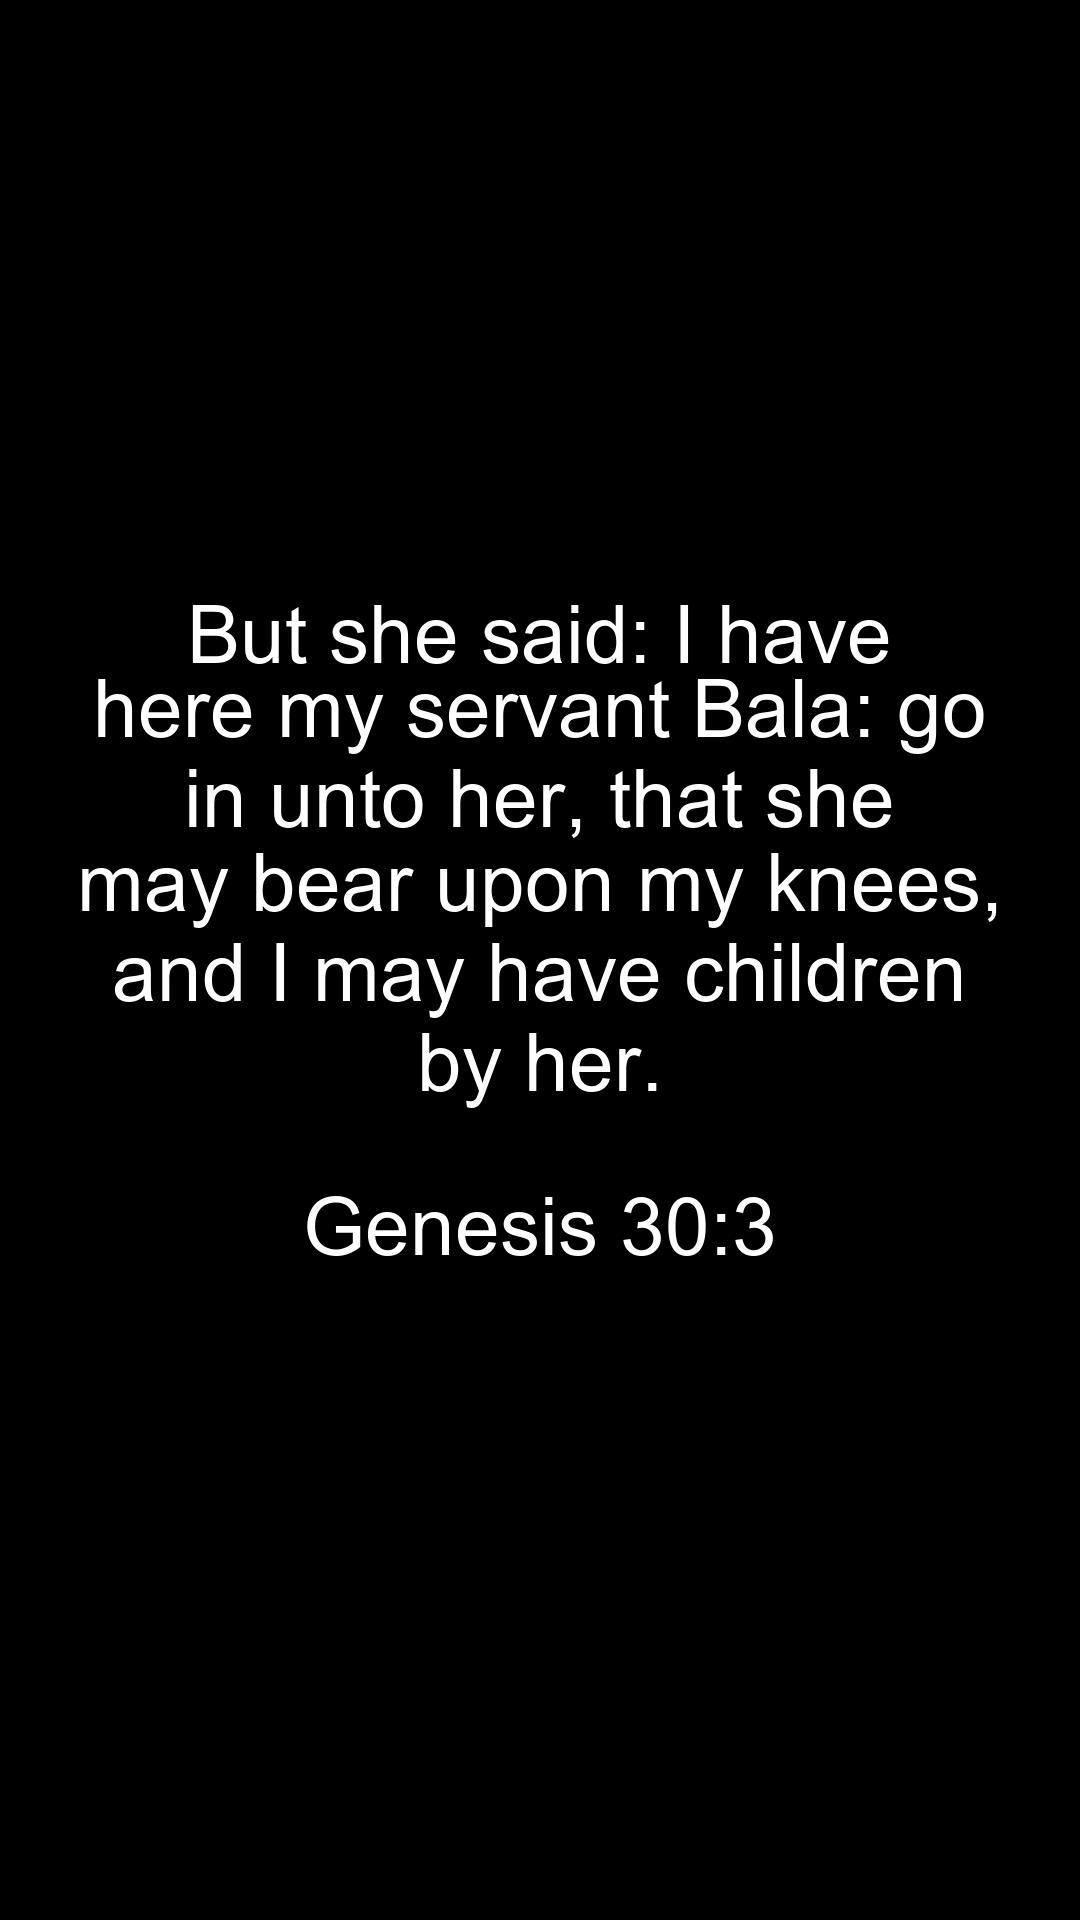 But she said: I have
here my servant Bala: go
in unto her, that she
may bear upon my knees,
and I may have children
by her.
Genesis 30:3